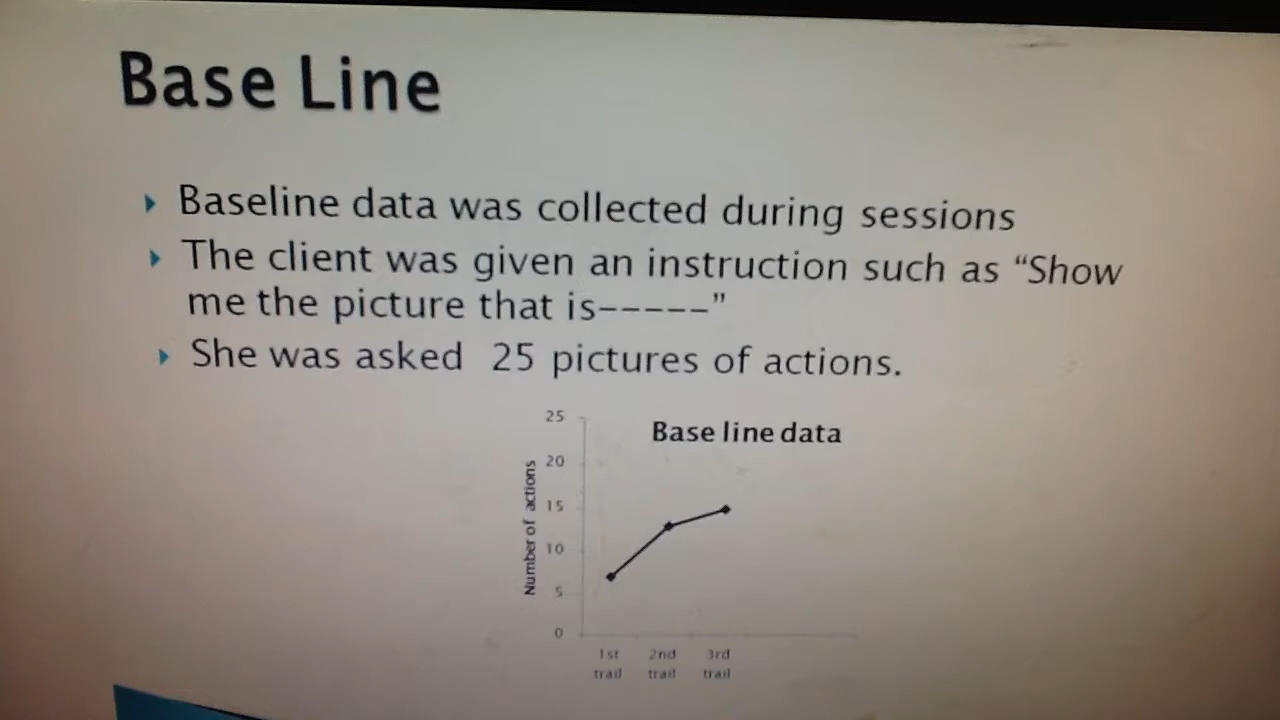 Base Line
Baseline data was collected during sessions
The client was given an instruction such as “Show
me the picture that is-----”
She was asked 25 pictures of actions.
Base line data
Number of actions
25
20
15
10
5
0
1st 2nd 3rd
trail trail trail